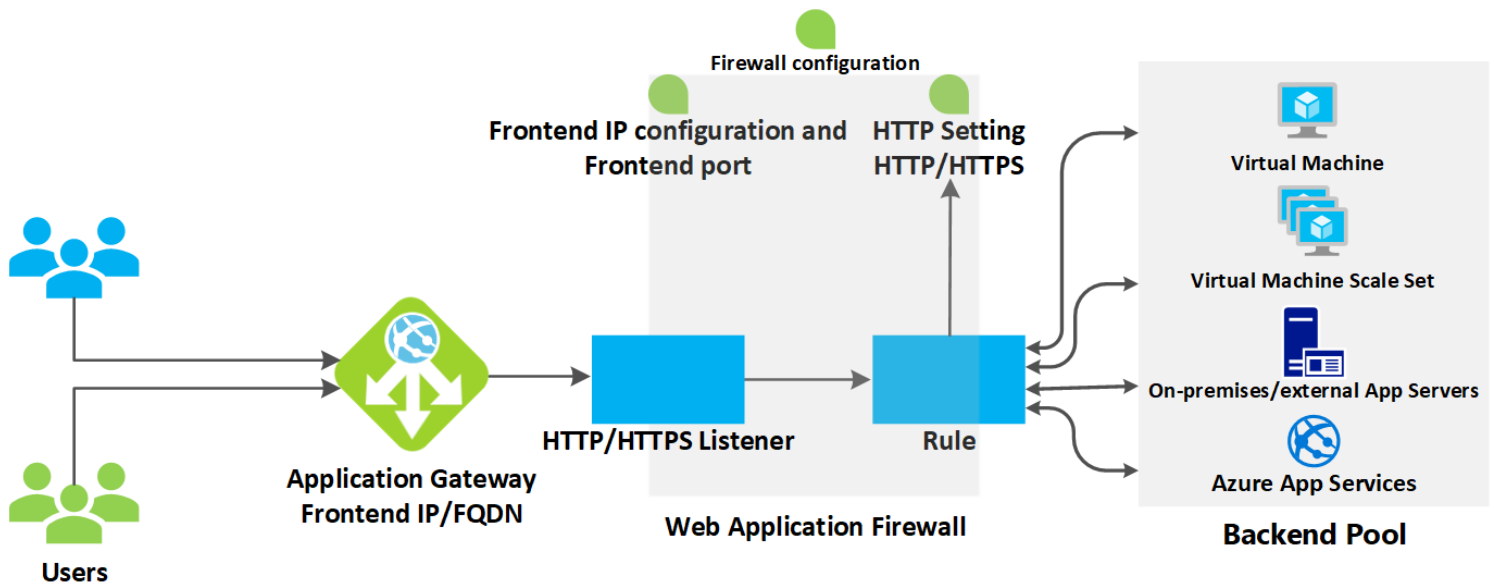 Firewall configuration
Frontend IP configuration and
Frontend port
HTTP Setting
HTTP/HTTPS
Virtual Machine
Virtual Machine Scale Set
On-premises/external App Servers
Azure App Services
Backend Pool
HTTP/HTTPS Listener
Rule
Application Gateway
Frontend IP/FQDN
Web Application Firewall
Users